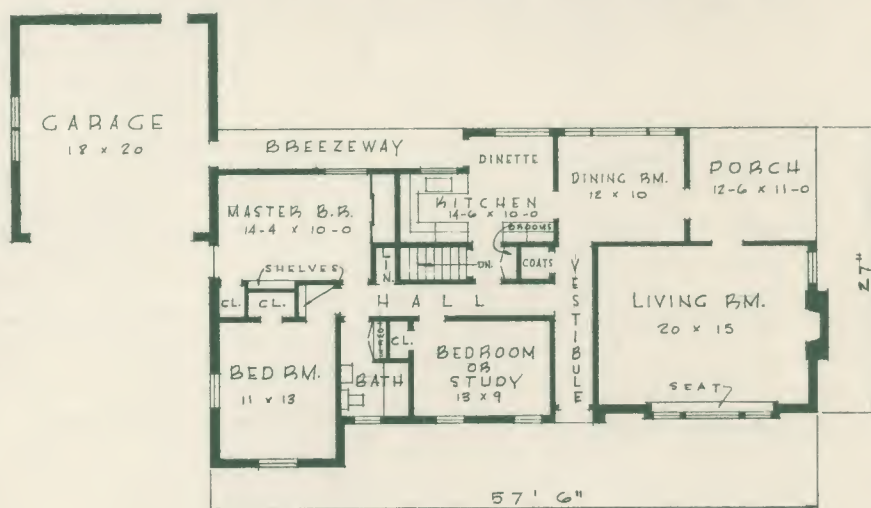 GARAGE
18 x 20
BREEZEWAY
DINETTE
KITCHEN
14-6 x 10-0
BROOMS
DINING RM.
12 x 10
PORCH
12-6 x 11-0
MASTER B.R.
14-4 x 10-0
SHELVES
CL.
CL.
LIN.
DN.
COATS
HALL
VESTIBULE
LIVING RM.
20 x 15
SEAT
BED RM.
11 x 13
BATH
CL.
BEDROOM
OR
STUDY
13 x 9
27"
57' 6"